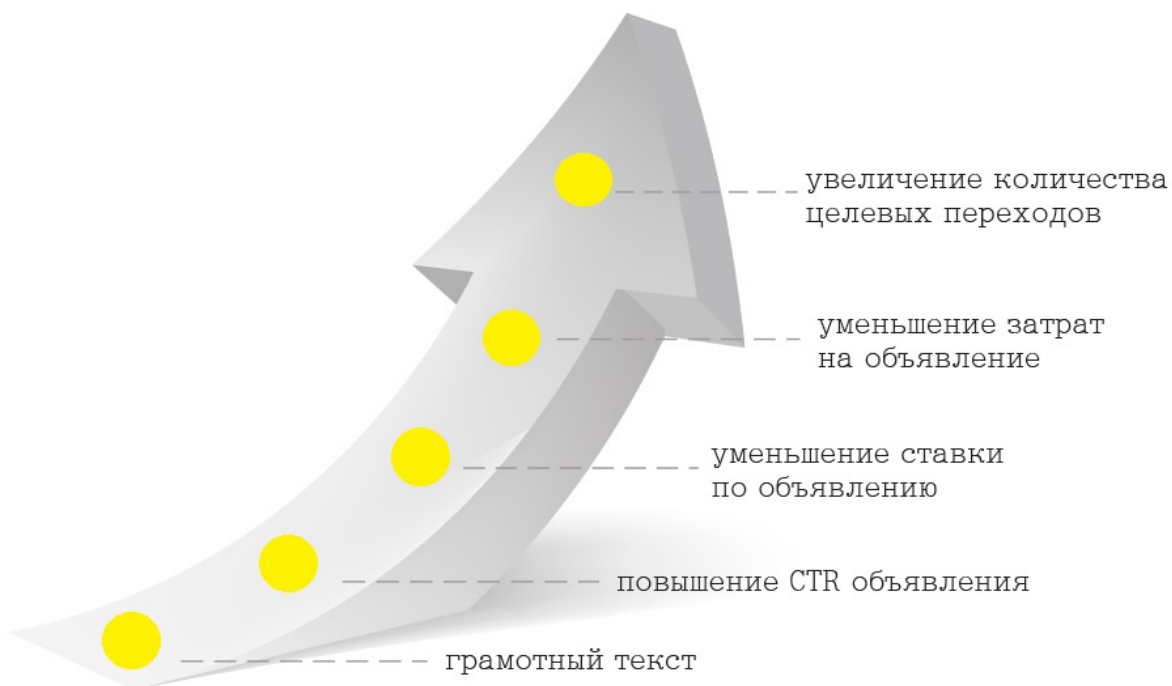 увеличение количества
целевых переходов
уменьшение затрат
на объявление
уменьшение ставки
по объявлению
повышение CTR объявления
грамотный текст